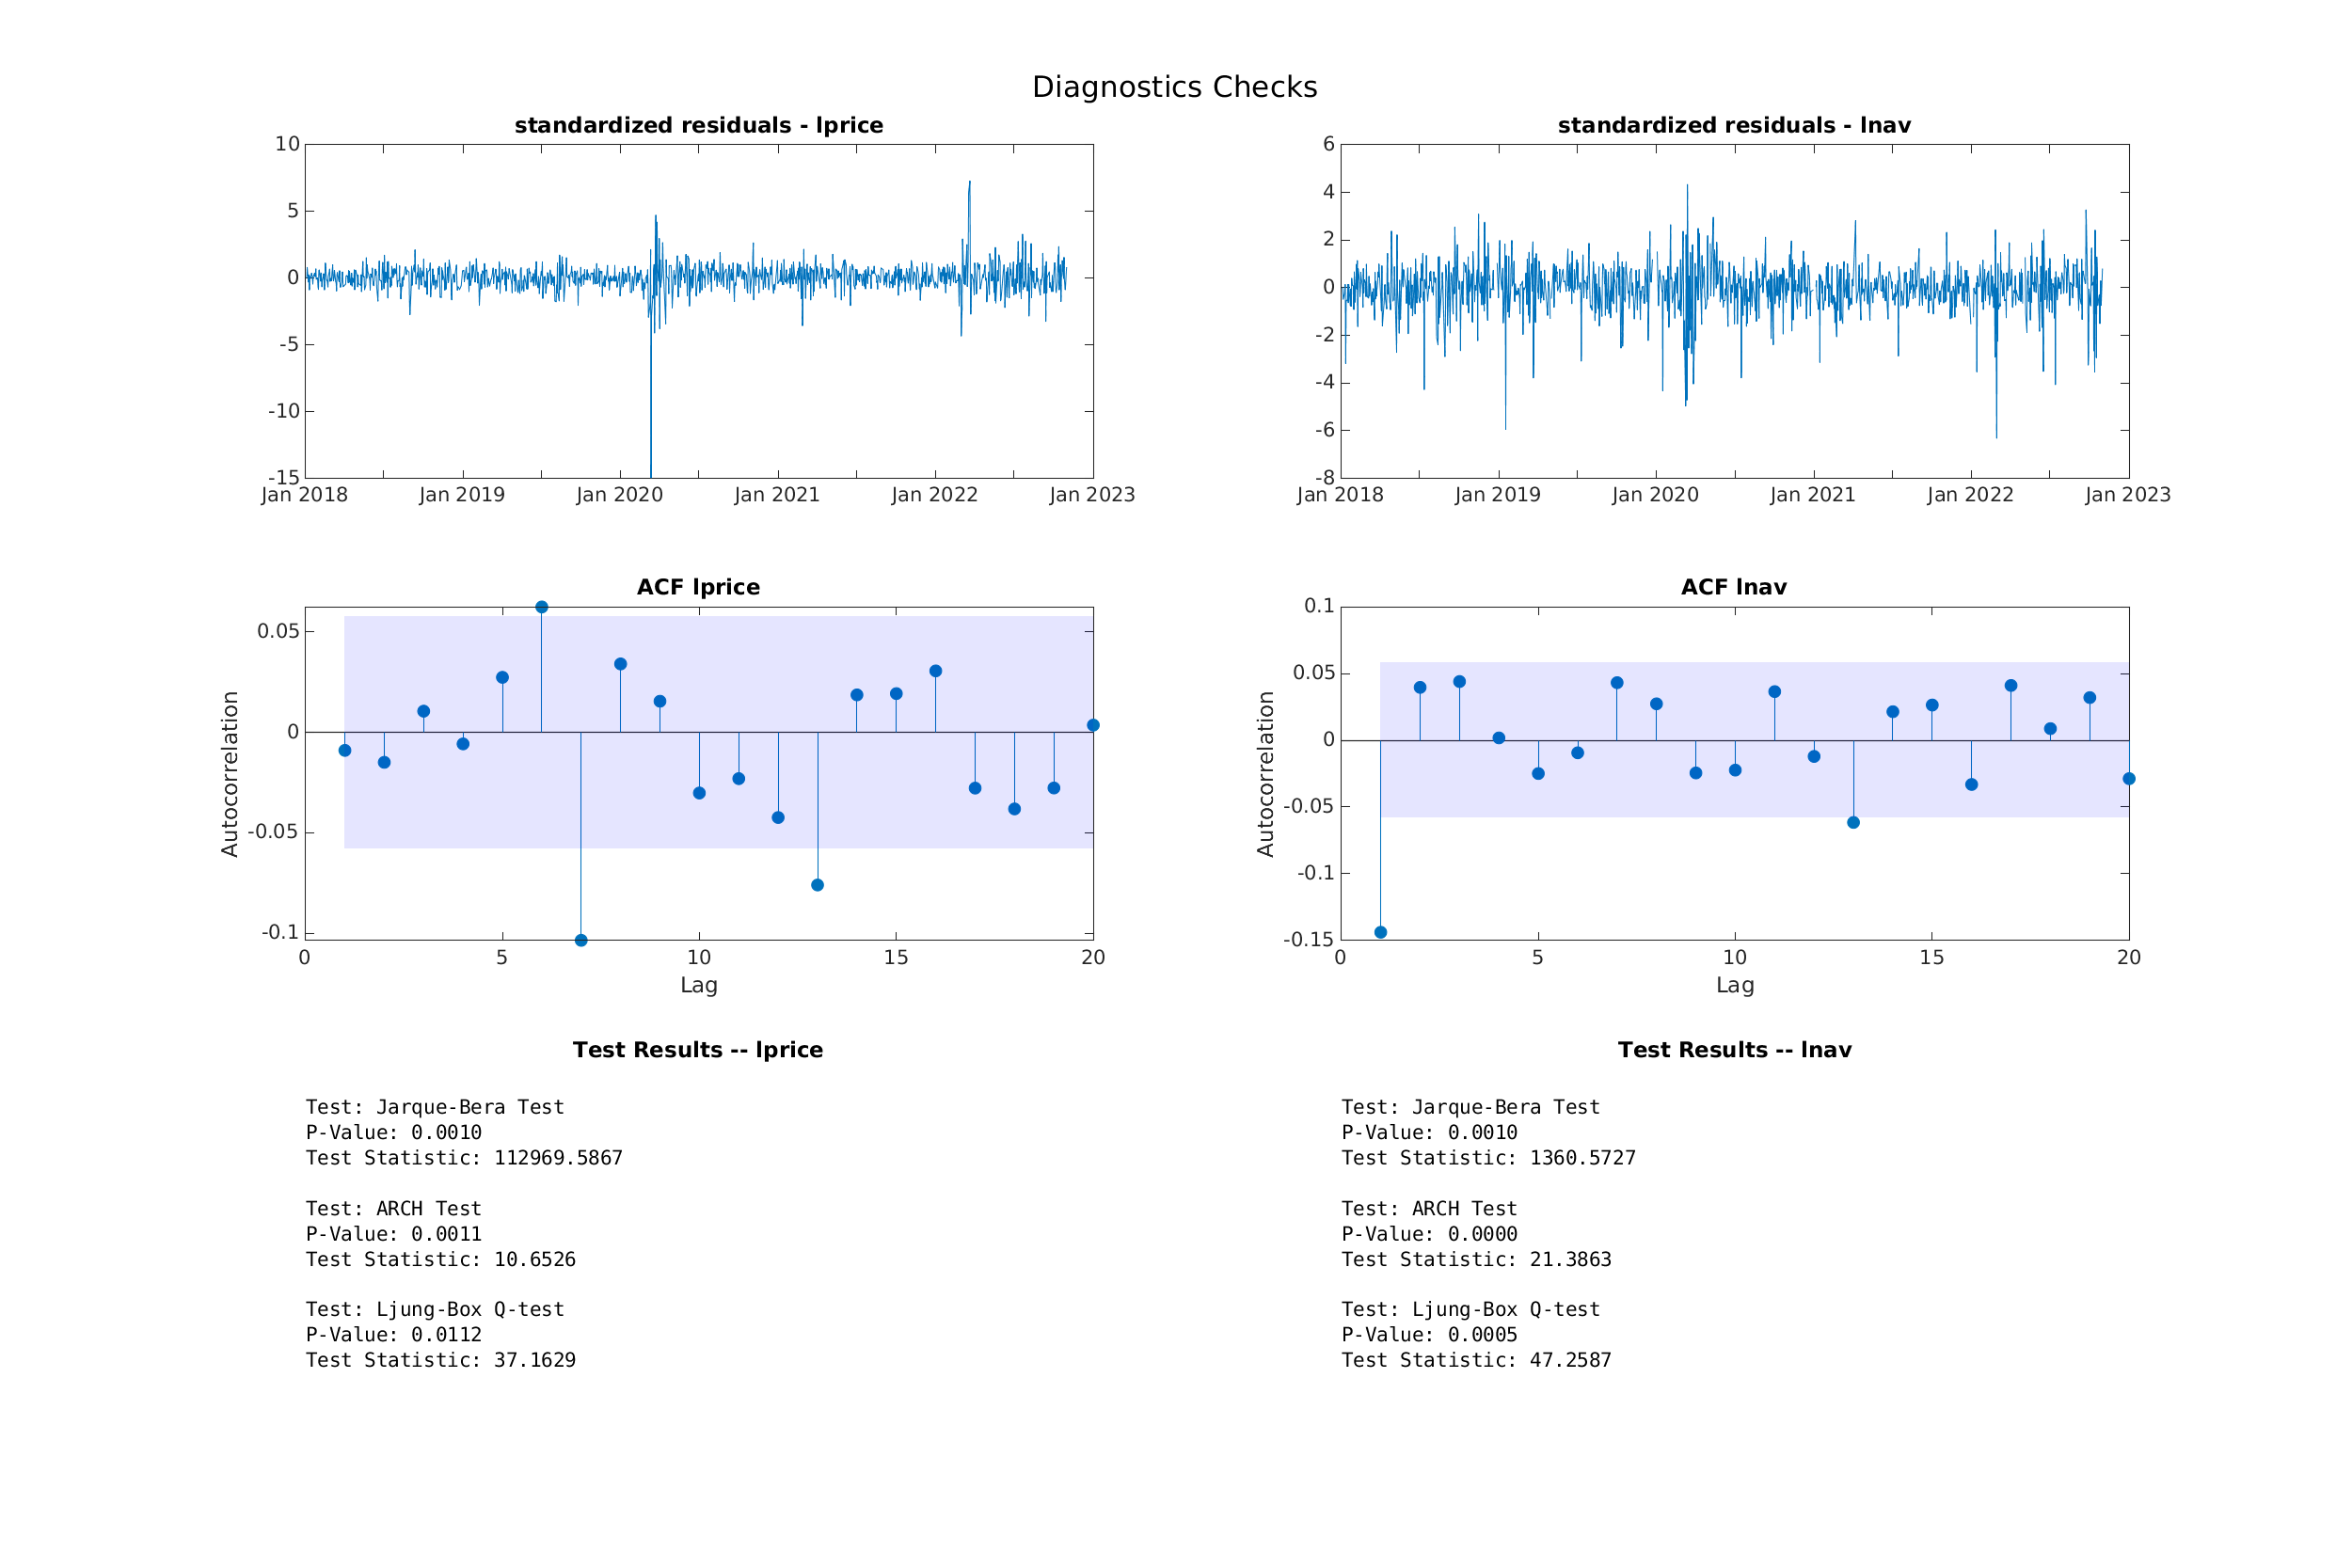 Diagnostics Checks
standardized residuals - lprice
10
5
0
-5
-10
-15
Jan 2018 Jan 2019 Jan 2020 Jan 2021 Jan 2022 Jan 2023
standardized residuals - lnav
6
4
2
0
-2
-4
-6
-8
Jan 2018 Jan 2019 Jan 2020 Jan 2021 Jan 2022 Jan 2023
ACF lprice
Autocorrelation
0.05
0
-0.05
-0.1
0 5 10 15 20
Lag
ACF lnav
Autocorrelation
0.1
0.05
0
-0.05
-0.1
-0.15
0 5 10 15 20
Lag
Test Results -- lprice
Test: Jarque-Bera Test
P-Value: 0.0010
Test Statistic: 112969.5867
Test: ARCH Test
P-Value: 0.0011
Test Statistic: 10.6526
Test: Ljung-Box Q-test
P-Value: 0.0112
Test Statistic: 37.1629
Test Results -- lnav
Test: Jarque-Bera Test
P-Value: 0.0010
Test Statistic: 1360.5727
Test: ARCH Test
P-Value: 0.0000
Test Statistic: 21.3863
Test: Ljung-Box Q-test
P-Value: 0.0005
Test Statistic: 47.2587